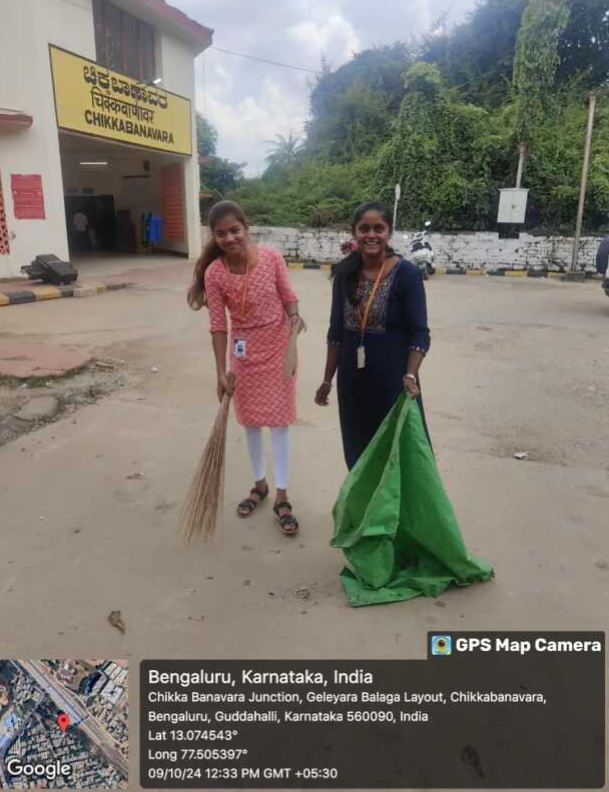 ಚಿಕ್ಕಬಾಣಾವರ
चिक्कबाणावर
CHIKKABANAVARA
GPS Map Camera
Bengaluru, Karnataka, India
Chikka Banavara Junction, Geleyara Balaga Layout, Chikkabanavara,
Bengaluru, Guddahalli, Karnataka 560090, India
Lat 13.074543°
Long 77.505397°
09/10/24 12:33 PM GMT +05:30
Google